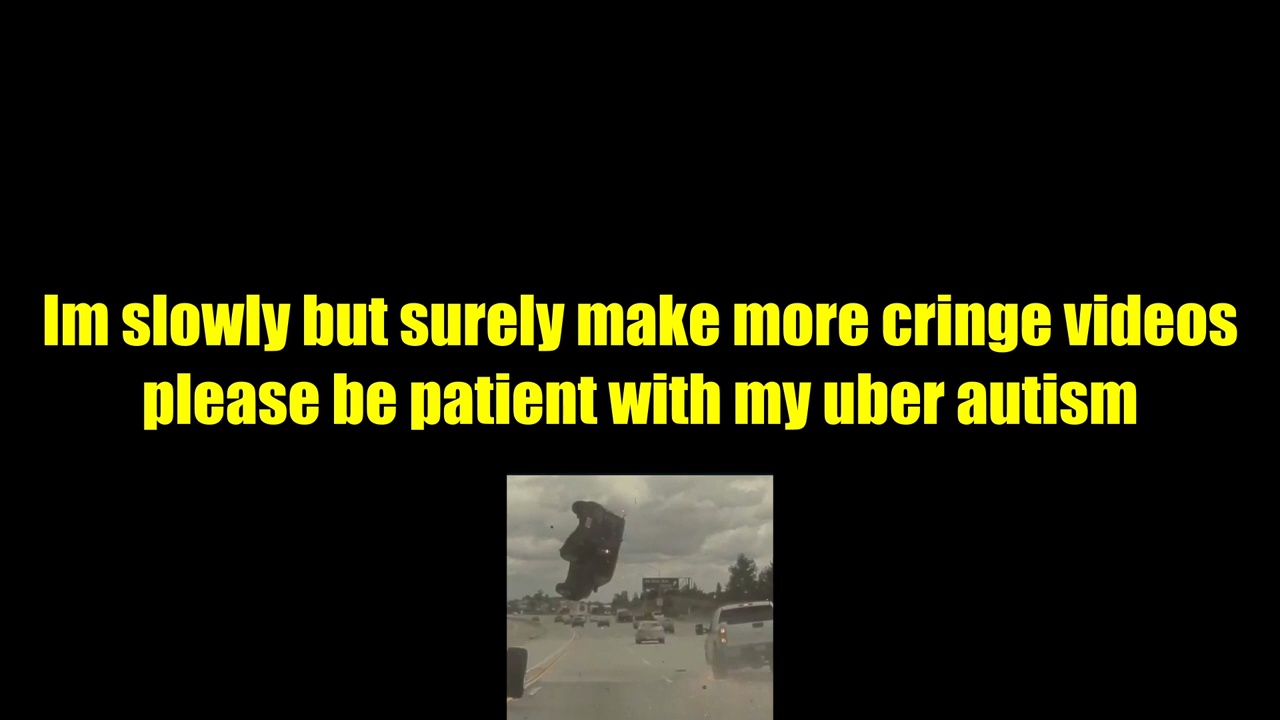 Im slowly but surely make more cringe videos
please be patient with my uber autism